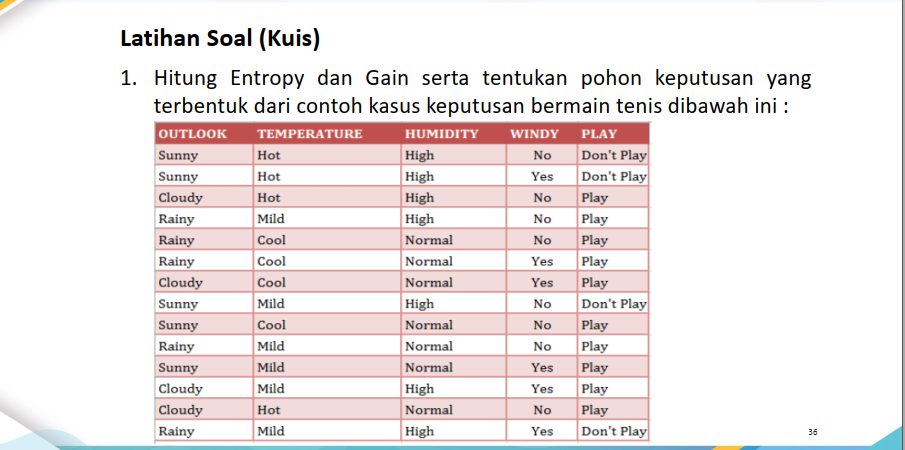 Latihan Soal (Kuis)
1. Hitung Entropy dan Gain serta tentukan pohon keputusan yang
terbentuk dari contoh kasus keputusan bermain tenis dibawah ini :
OUTLOOK TEMPERATURE HUMIDITY WINDY PLAY
Sunny Hot High No Don't Play
Sunny Hot High Yes Don't Play
Cloudy Hot High No Play
Rainy Mild High No Play
Rainy Cool Normal No Play
Rainy Cool Normal Yes Play
Cloudy Cool Normal Yes Play
Sunny Mild High No Don't Play
Sunny Cool Normal No Play
Rainy Mild Normal No Play
Sunny Mild Normal Yes Play
Cloudy Mild High Yes Play
Cloudy Hot Normal No Play
Rainy Mild High Yes Don't Play
36